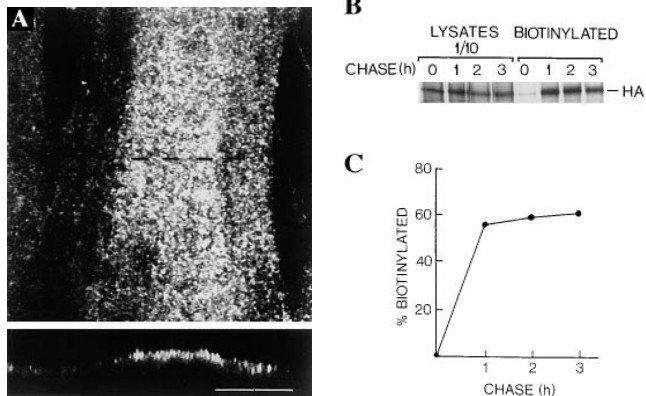 A
B
LYSATES BIOTINYLATED
1/10
CHASE(h) 0 1 2 3 0 1 2 3
HA
C
80
60
40
20
% BIOTINYLATED
1 2 3
CHASE (h)